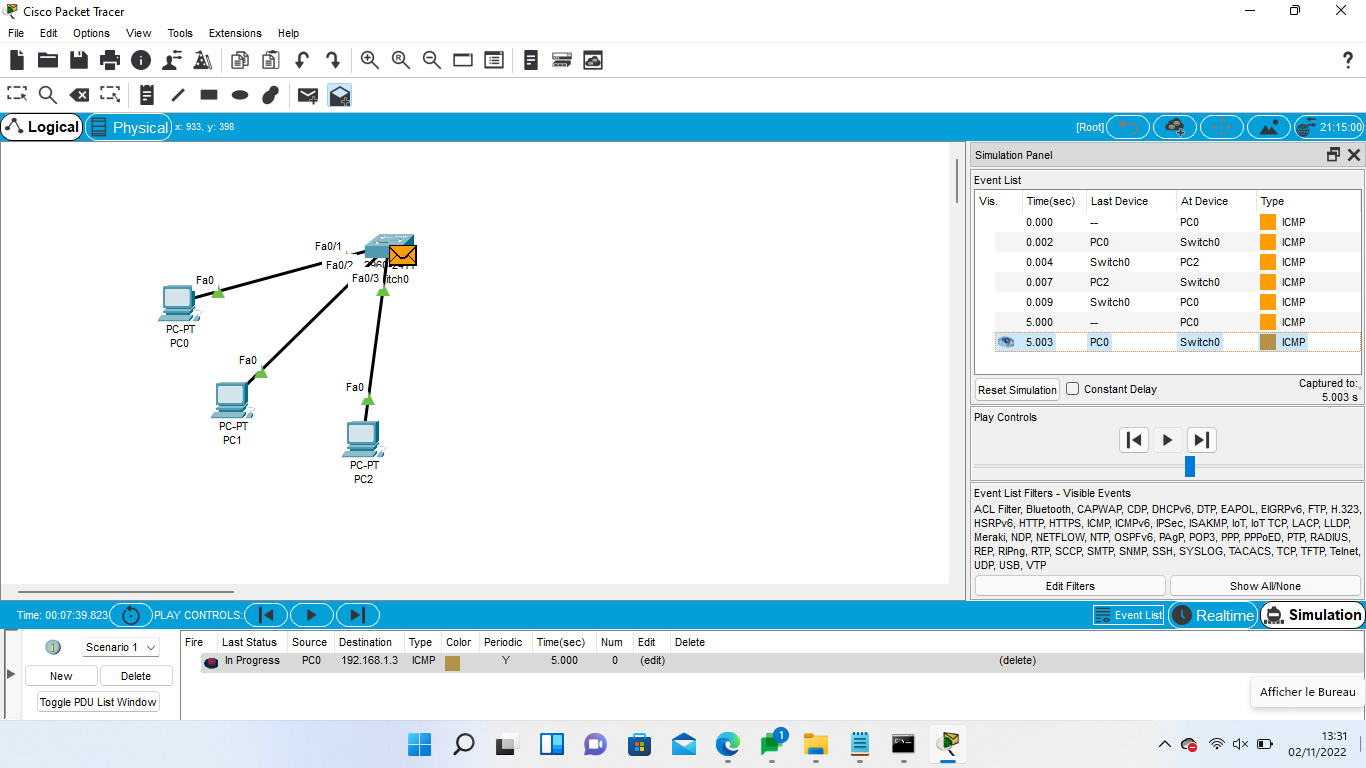 Cisco Packet Tracer
File Edit Options View Tools Extensions Help
Logical Physical x: 933, y: 398 [Root] 21:15:00
Fa0/1
Fa0/2
Fa0/3 itch0
Fa0
PC-PT
PC0
Fa0
PC-PT
PC1
Fa0
PC-PT
PC2
Simulation Panel
Event List
Vis. Time(sec) Last Device At Device Type
0.000 -- PC0 ICMP
0.002 PC0 Switch0 ICMP
0.004 Switch0 PC2 ICMP
0.007 PC2 Switch0 ICMP
0.009 Switch0 PC0 ICMP
5.000 -- PC0 ICMP
5.003 PC0 Switch0 ICMP
Reset Simulation Constant Delay Captured to:
5.003 s
Play Controls
Event List Filters - Visible Events
ACL Filter, Bluetooth, CAPWAP, CDP, DHCPv6, DTP, EAPOL, EIGRPv6, FTP, H.323,
HSRPv6, HTTP, HTTPS, ICMP, ICMPv6, IPSec, ISAKMP, IoT, IoT TCP, LACP, LLDP,
Meraki, NDP, NETFLOW, NTP, OSPFv6, PAgP, POP3, PPP, PPPoED, PTP, RADIUS,
REP, RIPng, RTP, SCCP, SMTP, SNMP, SSH, SYSLOG, TACACS, TCP, TFTP, Telnet,
UDP, USB, VTP
Edit Filters Show All/None
Time: 00:07:39.823 PLAY CONTROLS: Event List Realtime Simulation
Scenario 1
New Delete
Toggle PDU List Window
Fire Last Status Source Destination Type Color Periodic Time(sec) Num Edit Delete
In Progress PC0 192.168.1.3 ICMP Y 5.000 0 (edit) (delete)
Afficher le Bureau
1
13:31
02/11/2022